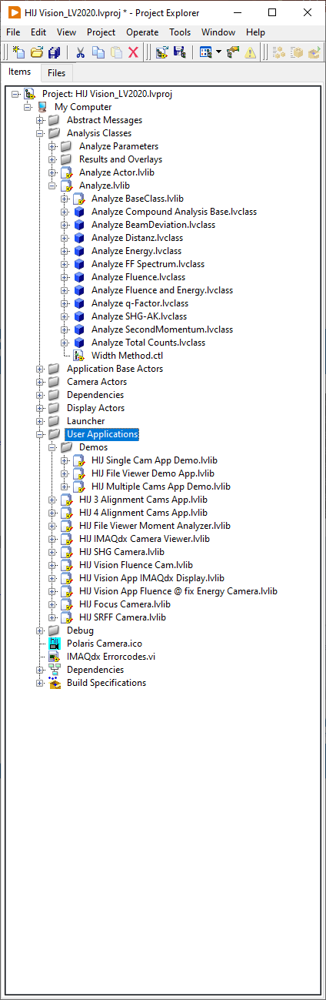 HIJ Vision_LV2020.lvproj * - Project Explorer
File Edit View Project Operate Tools Window Help
Items Files
Project: HIJ Vision_LV2020.lvproj
My Computer
Abstract Messages
Analysis Classes
Analyze Parameters
Results and Overlays
Analyze Actor.lvlib
Analyze.lvlib
Analyze BaseClass.lvlib
Analyze Compound Analysis Base.lvclass
Analyze BeamDeviation.lvclass
Analyze Distanz.lvclass
Analyze Energy.lvclass
Analyze FF Spectrum.lvclass
Analyze Fluence.lvclass
Analyze Fluence and Energy.lvclass
Analyze q-Factor.lvclass
Analyze SHG-AK.lvclass
Analyze SecondMomentum.lvclass
Analyze Total Counts.lvclass
Width Method.ctl
Application Base Actors
Camera Actors
Dependencies
Display Actors
Launcher
User Applications
Demos
HIJ Single Cam App Demo.lvlib
HIJ File Viewer Demo App.lvlib
HIJ Multiple Cams App Demo.lvlib
HIJ 3 Alignment Cams App.lvlib
HIJ 4 Alignment Cams App.lvlib
HIJ File Viewer Moment Analyzer.lvlib
HIJ IMAQdx Camera Viewer.lvlib
HIJ SHG Camera.lvlib
HIJ Vision Fluence Cam.lvlib
HIJ Vision App IMAQdx Display.lvlib
HIJ Vision App Fluence @ fix Energy Camera.lvlib
HIJ Focus Camera.lvlib
HIJ SRFF Camera.lvlib
Debug
Polaris Camera.ico
IMAQdx Errorcodes.vi
Dependencies
Build Specifications